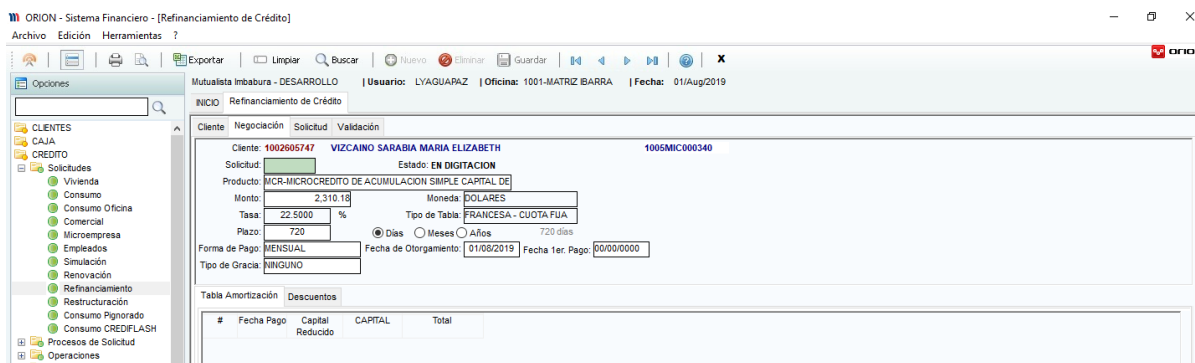 ORION - Sistema Financiero - [Refinanciamiento de Crédito]
Archivo Edición Herramientas ?
Exportar Limpiar Buscar Nuevo Eliminar Guardar X
Opciones
Mutualista Imbabura - DESARROLLO | Usuario: LYAGUAPAZ | Oficina: 1001-MATRIZ IBARRA | Fecha: 01/Aug/2019
INICIO Refinanciamiento de Crédito
CLIENTES
CAJA
CREDITO
Solicitudes
Vivienda
Consumo
Consumo Oficina
Comercial
Microempresa
Empleados
Simulación
Renovación
Refinanciamiento
Restructuración
Consumo Pignorado
Consumo CREDIFLASH
Procesos de Solicitud
Operaciones
Cliente Negociación Solicitud Validación
Cliente: 1002605747 VIZCAINO SARABIA MARIA ELIZABETH 1005MIC000340
Solicitud: Estado: EN DIGITACION
Producto: MCR-MICROCREDITO DE ACUMULACION SIMPLE CAPITAL DE
Monto: 2,310.18 Moneda: DOLARES
Tasa: 22.5000 % Tipo de Tabla: FRANCESA - CUOTA FIJA
Plazo: 720 Días Meses Años 720 días
Forma de Pago: MENSUAL Fecha de Otorgamiento: 01/08/2019 Fecha 1er. Pago: 00/00/0000
Tipo de Gracia: NINGUNO
Tabla Amortización Descuentos
# Fecha Pago Capital Reducido CAPITAL Total